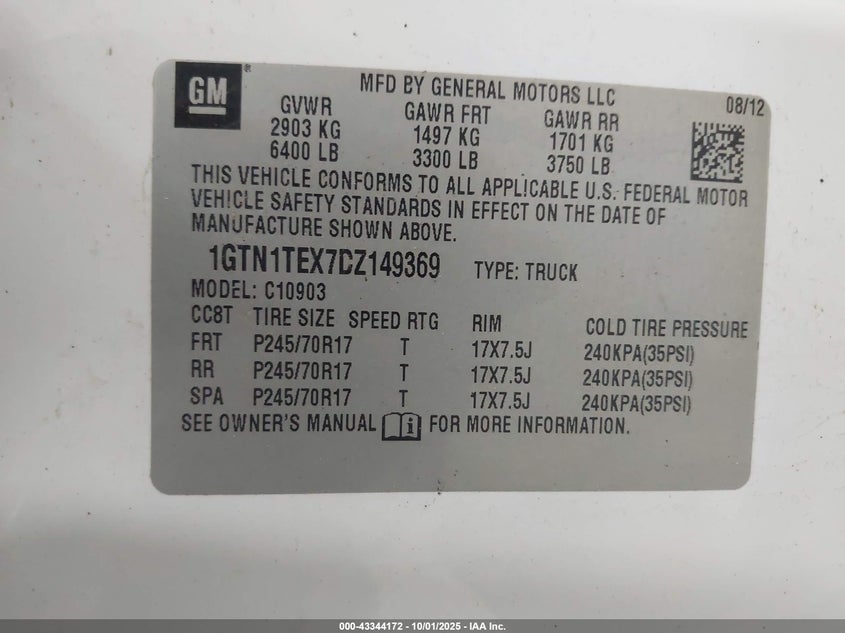 GM
MFD BY GENERAL MOTORS LLC
08/12
GVWR GAWR FRT GAWR RR
2903 KG 1497 KG 1701 KG
6400 LB 3300 LB 3750 LB
THIS VEHICLE CONFORMS TO ALL APPLICABLE U.S. FEDERAL MOTOR
VEHICLE SAFETY STANDARDS IN EFFECT ON THE DATE OF
MANUFACTURE SHOWN ABOVE.
1GTN1TEX7DZ149369 TYPE: TRUCK
MODEL: C10903
CC8T TIRE SIZE SPEED RTG RIM COLD TIRE PRESSURE
FRT P245/70R17 T 17X7.5J 240KPA(35PSI)
RR P245/70R17 T 17X7.5J 240KPA(35PSI)
SPA P245/70R17 T 17X7.5J 240KPA(35PSI)
SEE OWNER'S MANUAL i FOR MORE INFORMATION.
000-43344172 - 10/01/2025 - IAA Inc.